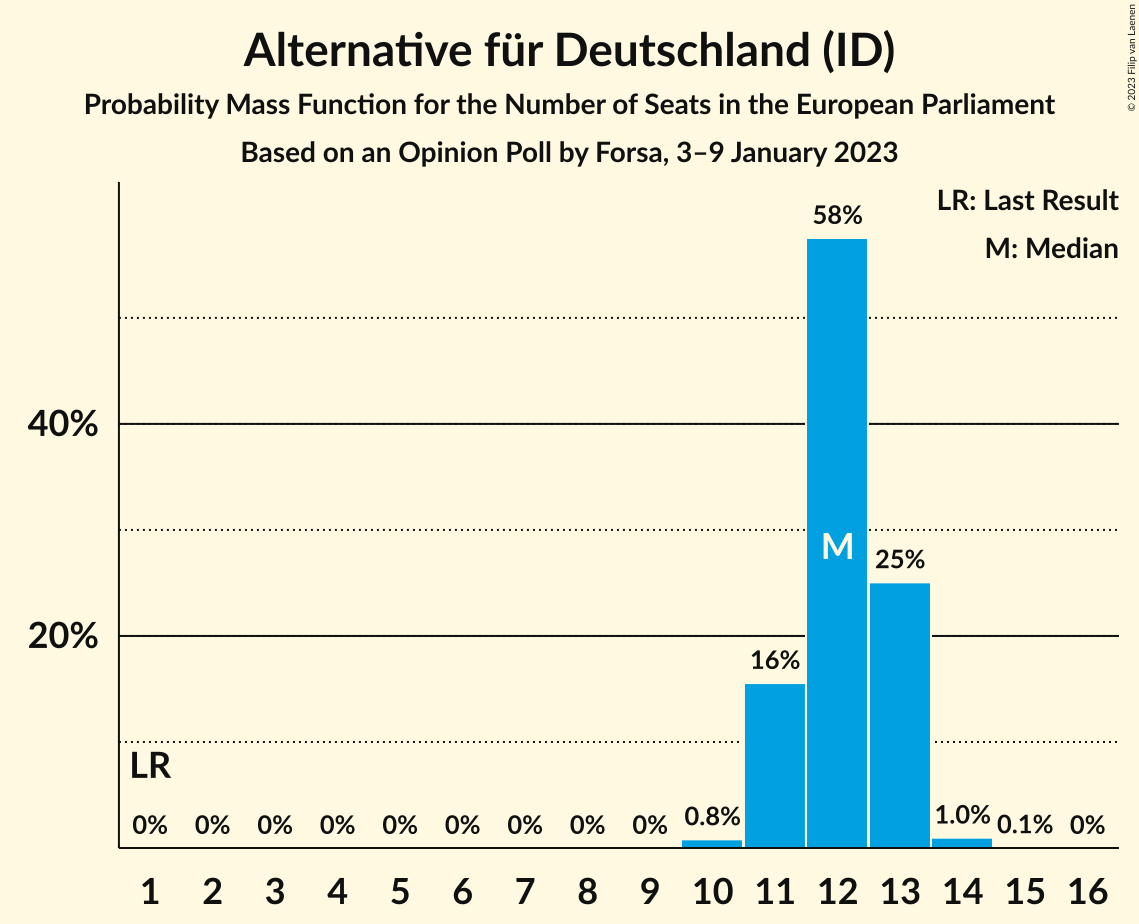 Alternative für Deutschland (ID)
Probability Mass Function for the Number of Seats in the European Parliament
Based on an Opinion Poll by Forsa, 3–9 January 2023
© 2023 Filip van Laenen
LR: Last Result
M: Median
58%
40%
M
25%
20%
16%
LR
0% 0% 0% 0% 0% 0% 0% 0% 0% 0.8% 1.0% 0.1% 0%
1 2 3 4 5 6 7 8 9 10 11 12 13 14 15 16